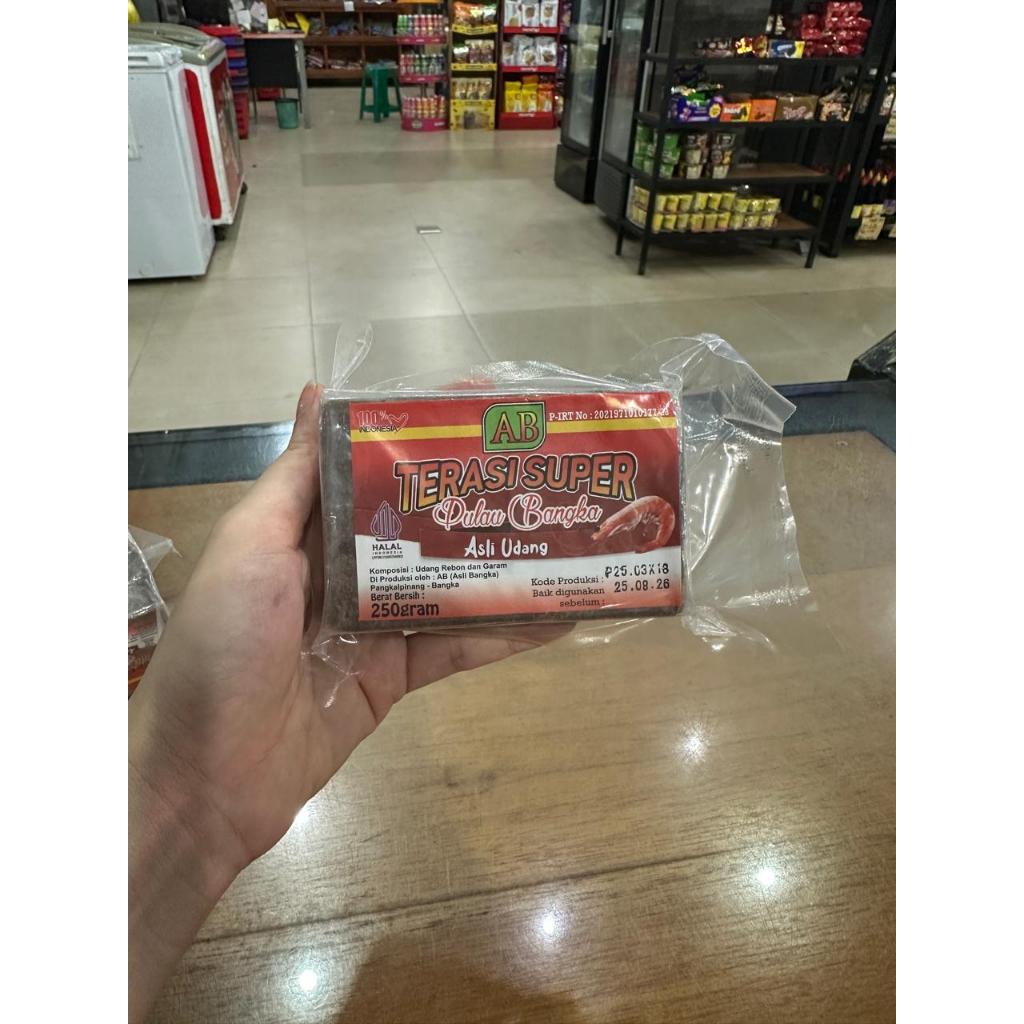 100%
INDONESIA
AB
P-IRT No : 2021971010177-28
TERASI SUPER
Pulau Bangka
Asli Udang
HALAL
INDONESIA
Komposisi : Udang Rebon dan Garam
Di Produksi oleh : AB (Asli Bangka)
Pangkalpinang - Bangka
Berat Bersih :
250gram
Kode Produksi : P25.03X18
Baik digunakan 25.08.26
sebelum :